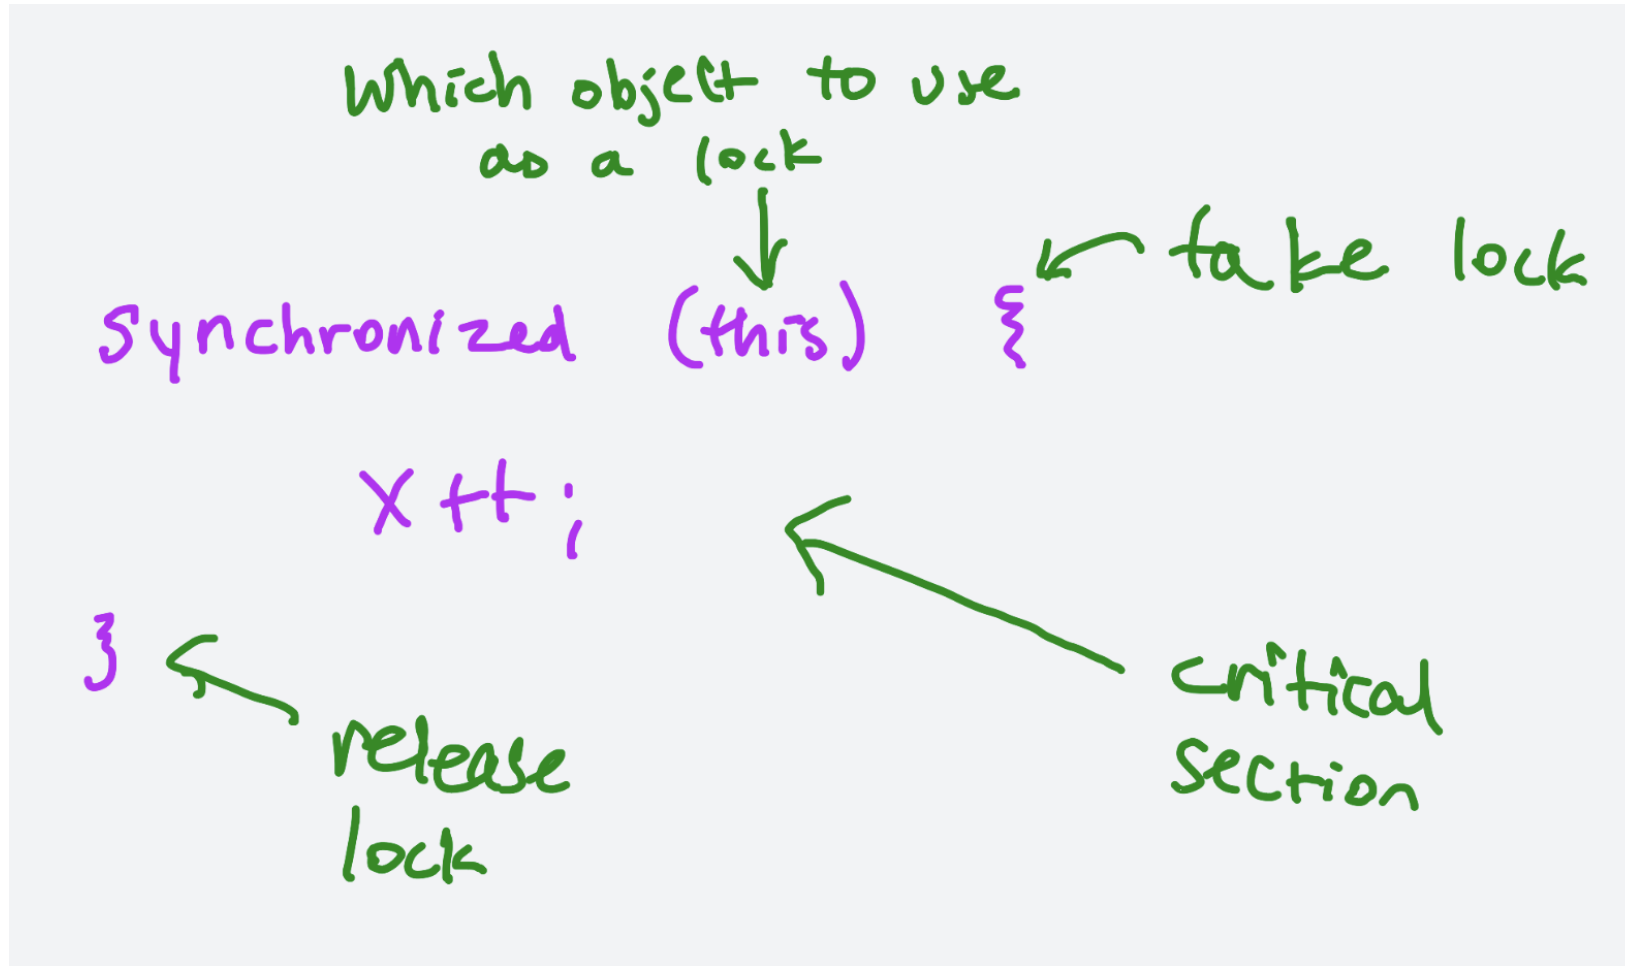 Which object to use
as a lock
take lock
synchronized (this) {
x++;
}
release
lock
critical
section